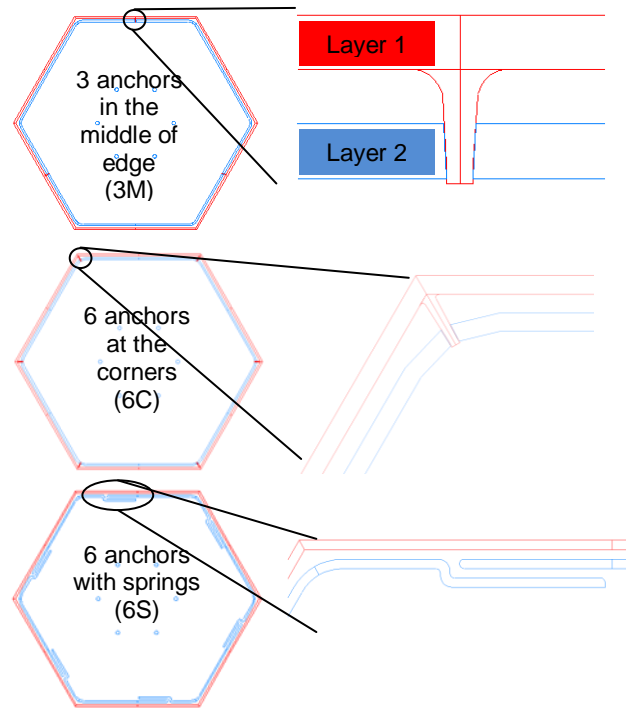 3 anchors
in the
middle of
edge
(3M)
Layer 1
Layer 2
6 anchors
at the
corners
(6C)
6 anchors
with springs
(6S)